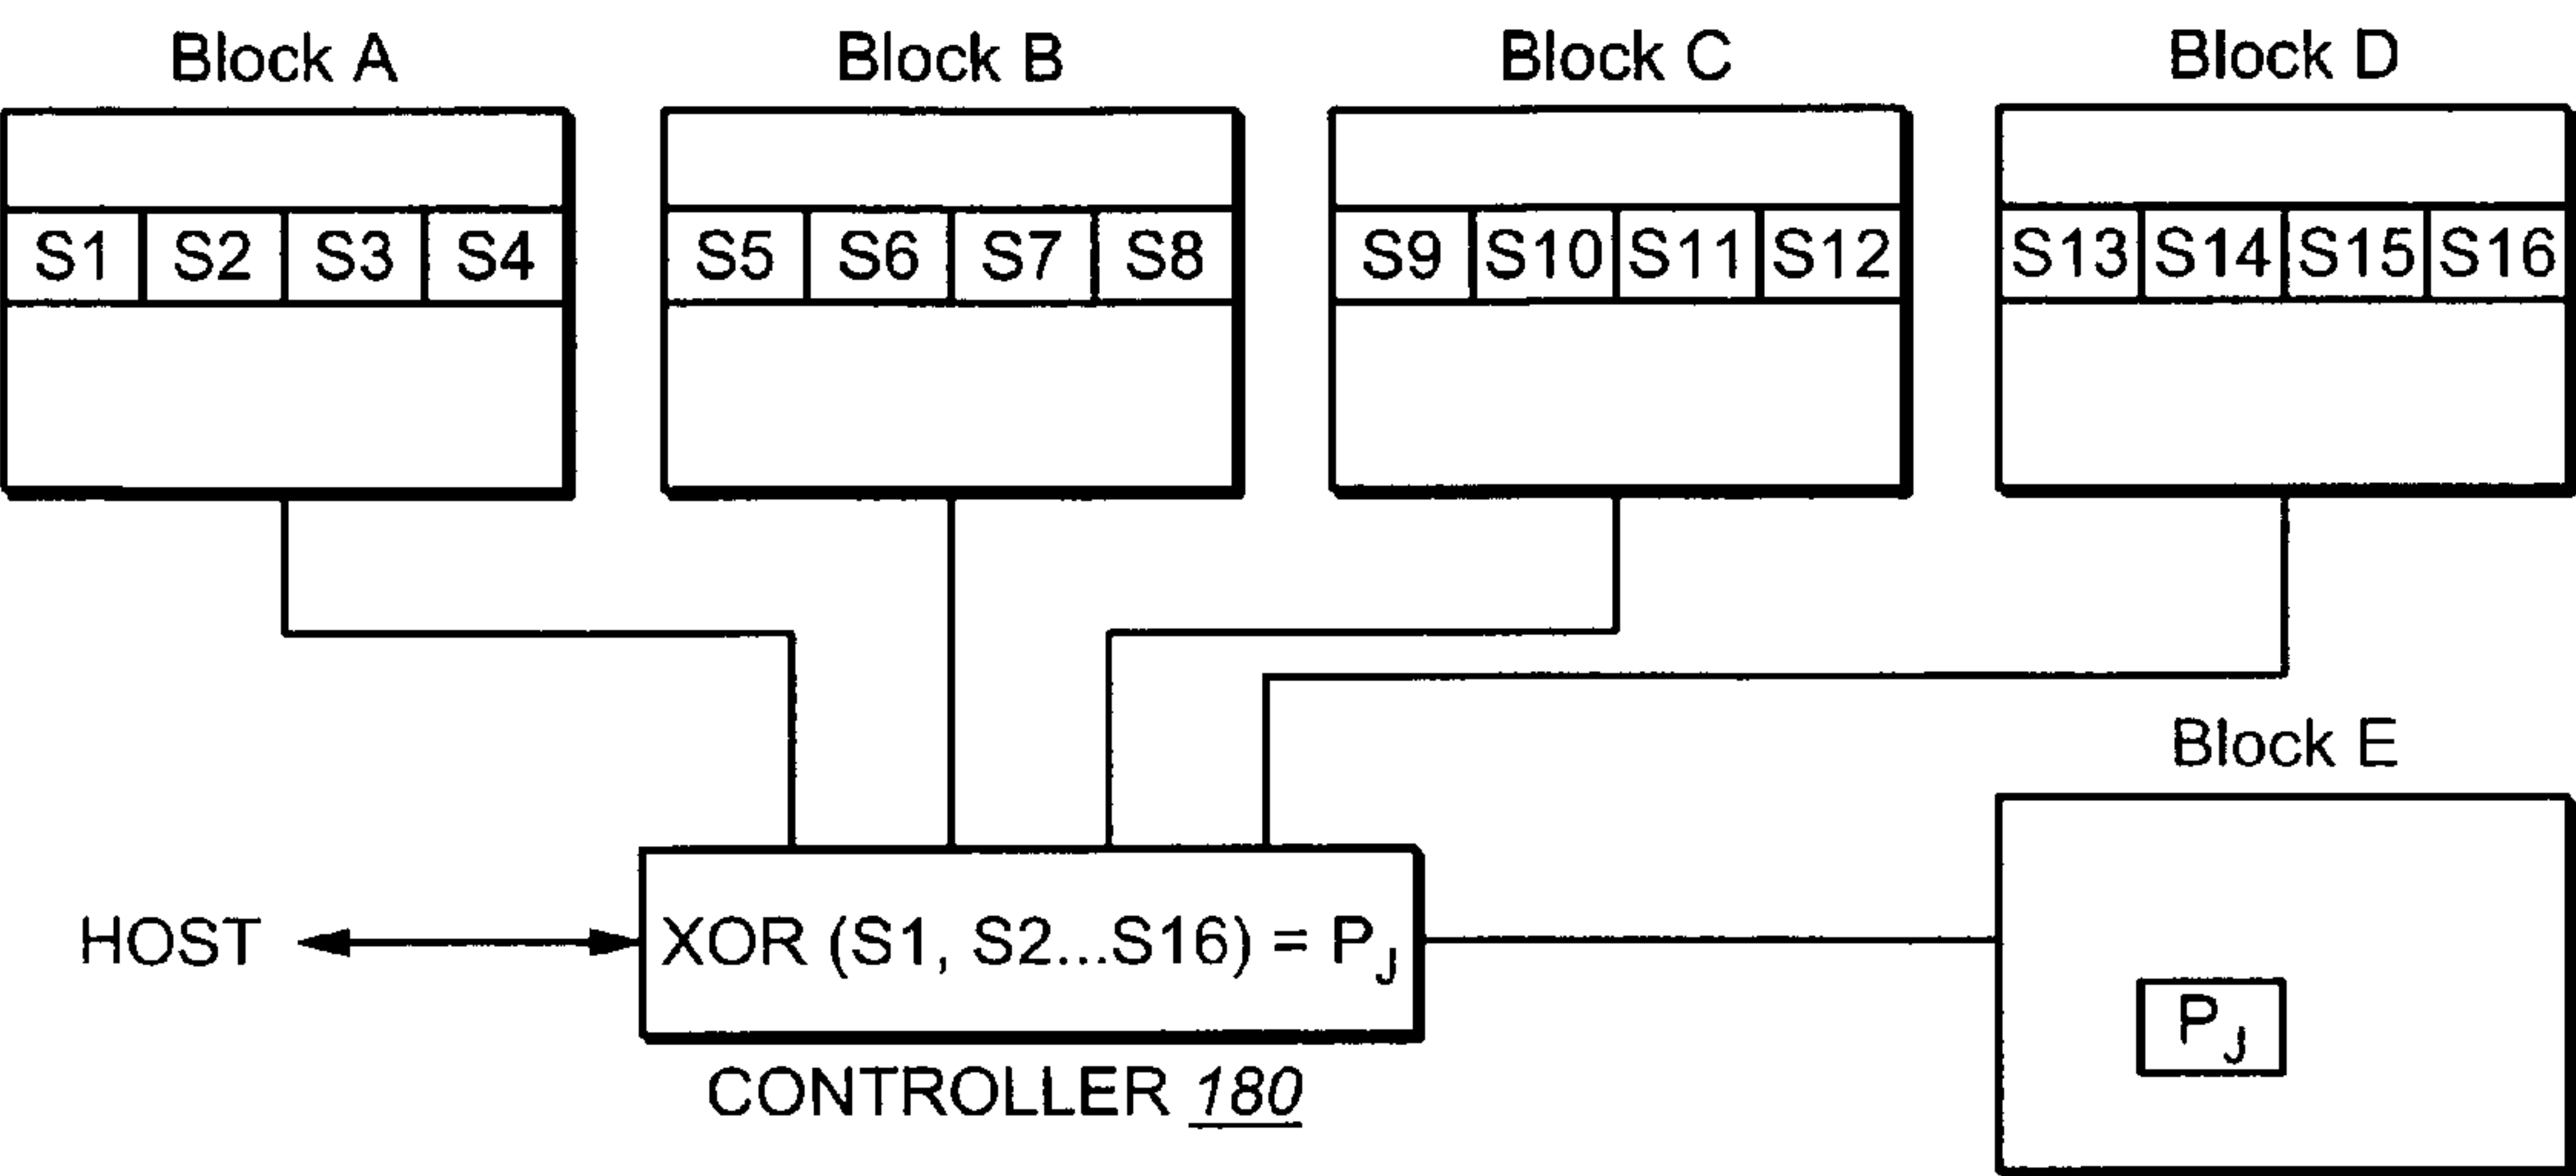 Block A Block B Block C Block D
S1 S2 S3 S4 S5 S6 S7 S8 S9 S10 S11 S12 S13 S14 S15 S16
Block E
HOST XOR (S1, S2...S16) = PJ
PJ
CONTROLLER 180